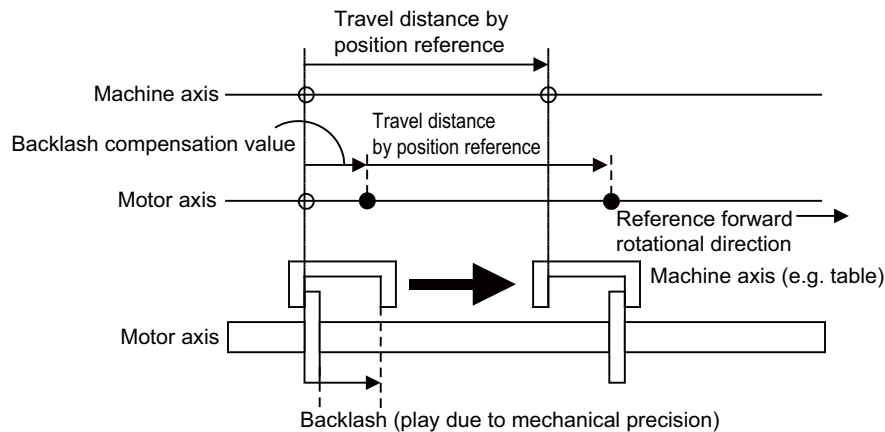 Travel distance by
position reference
Machine axis
Travel distance
by position reference
Backlash compensation value
Motor axis
Reference forward
rotational direction
Machine axis (e.g. table)
Motor axis
Backlash (play due to mechanical precision)